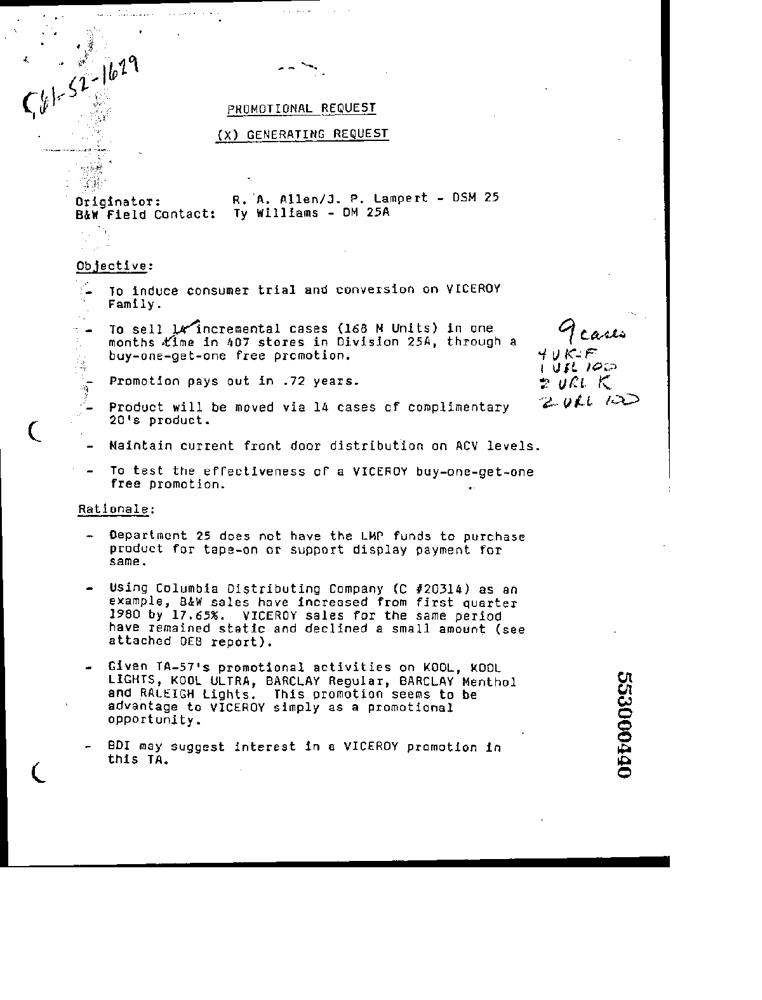 PROMOTIONAL REQUEST
(X) GENERATING REQUEST
Originator: R. A. Allen/J. P. Lampert - DSM 25
B&W Field Contact: Ty Williams - DM 25A
Objective:
- To induce consumer trial and conversion on VICEROY
Family.
- To sell 14 incremental cases (168 M Units) in one
months time in 407 stores in Division 25A, through a
buy-one-get-one free promotion.
9 cases
4 VK-F
2 VRL K
2 VRL 100
- Promotion pays out in .72 years.
- Product will be moved via 14 cases of complimentary
20's product.
- Maintain current front door distribution on ACV levels.
- To test the effectiveness of a VICEROY buy-one-get-one
free promotion.
Rationale:
- Department 25 does not have the LMP funds to purchase
product for tape-on or support display payment for
same.
- Using Columbia Distributing Company (C #20314) as an
example, B&W sales have increased from first quarter
1980 by 17.65%. VICEROY sales for the same period
have remained static and declined a small amount (see
attached OEB report).
- Given TA-57's promotional activities on KOOL, KOOL
LIGHTS, KOOL ULTRA, BARCLAY Regular, BARCLAY Menthol
and RALEIGH Lights. This promotion seems to be
advantage to VICEROY simply as a promotional
opportunity.
- BDI may suggest interest in a VICEROY promotion in
this TA.
553000440